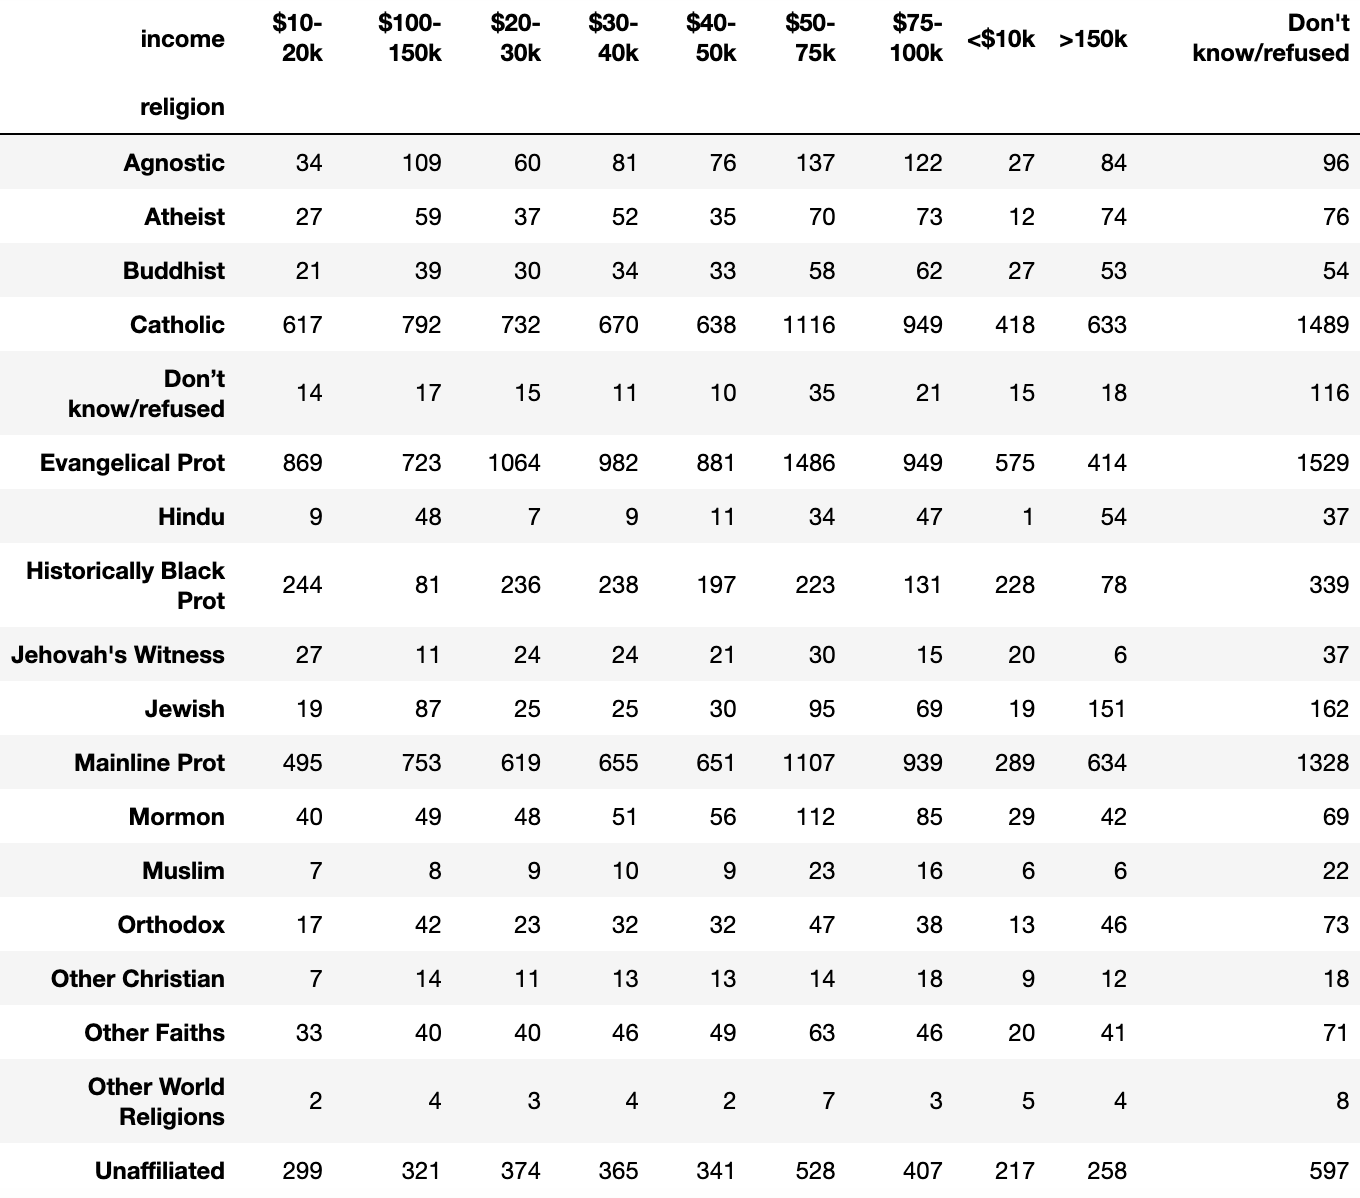 income $10-20k $100-150k $20-30k $30-40k $40-50k $50-75k $75-100k <$10k >150k Don't know/refused
religion
Agnostic 34 109 60 81 76 137 122 27 84 96
Atheist 27 59 37 52 35 70 73 12 74 76
Buddhist 21 39 30 34 33 58 62 27 53 54
Catholic 617 792 732 670 638 1116 949 418 633 1489
Don’t know/refused 14 17 15 11 10 35 21 15 18 116
Evangelical Prot 869 723 1064 982 881 1486 949 575 414 1529
Hindu 9 48 7 9 11 34 47 1 54 37
Historically Black Prot 244 81 236 238 197 223 131 228 78 339
Jehovah's Witness 27 11 24 24 21 30 15 20 6 37
Jewish 19 87 25 25 30 95 69 19 151 162
Mainline Prot 495 753 619 655 651 1107 939 289 634 1328
Mormon 40 49 48 51 56 112 85 29 42 69
Muslim 7 8 9 10 9 23 16 6 6 22
Orthodox 17 42 23 32 32 47 38 13 46 73
Other Christian 7 14 11 13 13 14 18 9 12 18
Other Faiths 33 40 40 46 49 63 46 20 41 71
Other World Religions 2 4 3 4 2 7 3 5 4 8
Unaffiliated 299 321 374 365 341 528 407 217 258 597